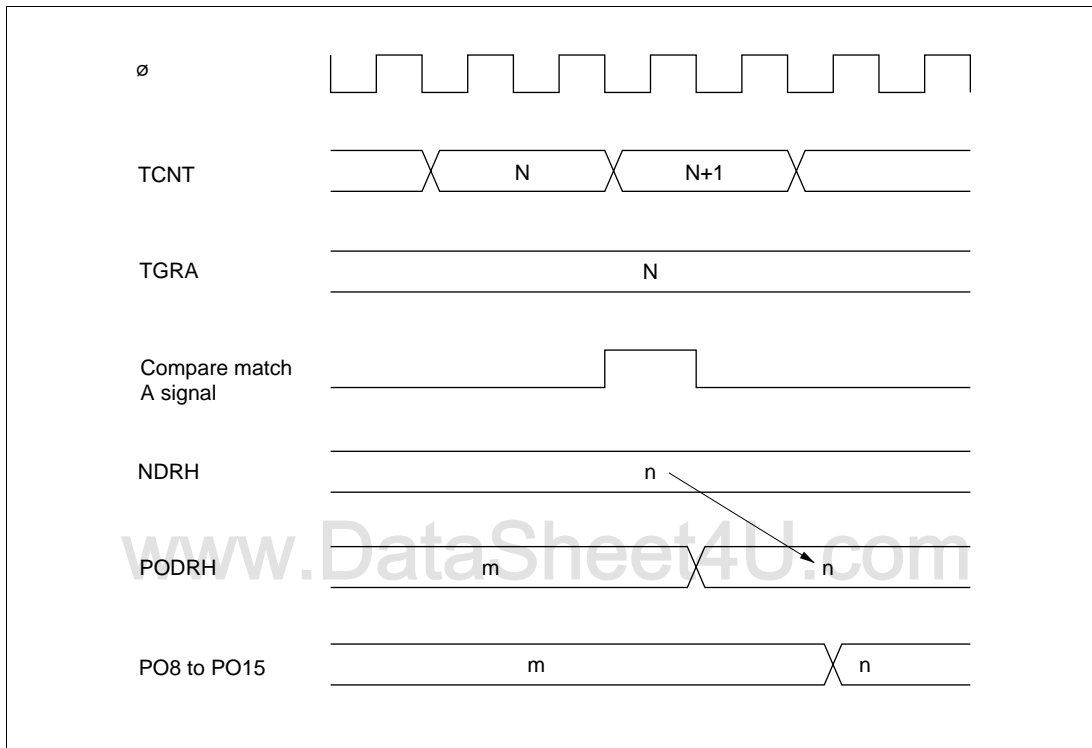 ø
TCNT
N
N+1
TGRA
N
Compare match
A signal
NDRH
n
www.DataSheet4U.com
PODRH
m
n
PO8 to PO15
m
n